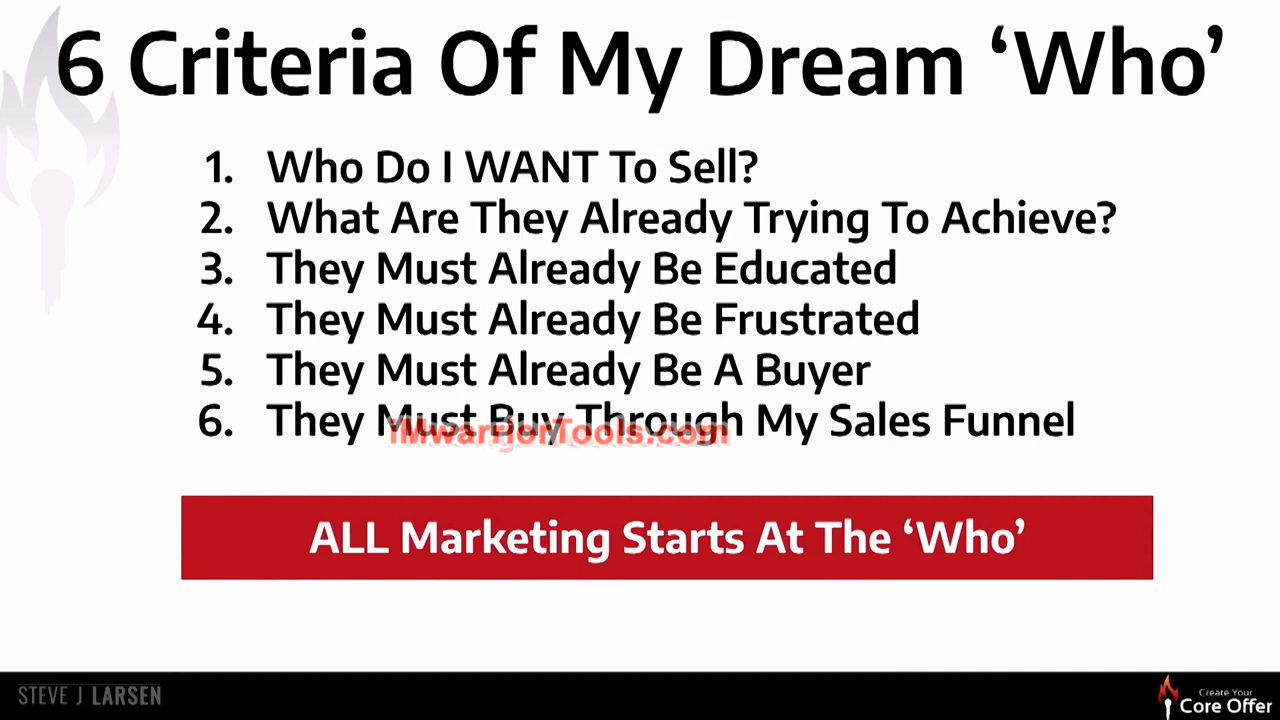 6 Criteria Of My Dream ‘Who’
1. Who Do I WANT To Sell?
2. What Are They Already Trying To Achieve?
3. They Must Already Be Educated
4. They Must Already Be Frustrated
5. They Must Already Be A Buyer
6. They Must Buy Through My Sales Funnel
iMwarriorTools.com
ALL Marketing Starts At The ‘Who’
STEVE J LARSEN
Create Your
Core Offer